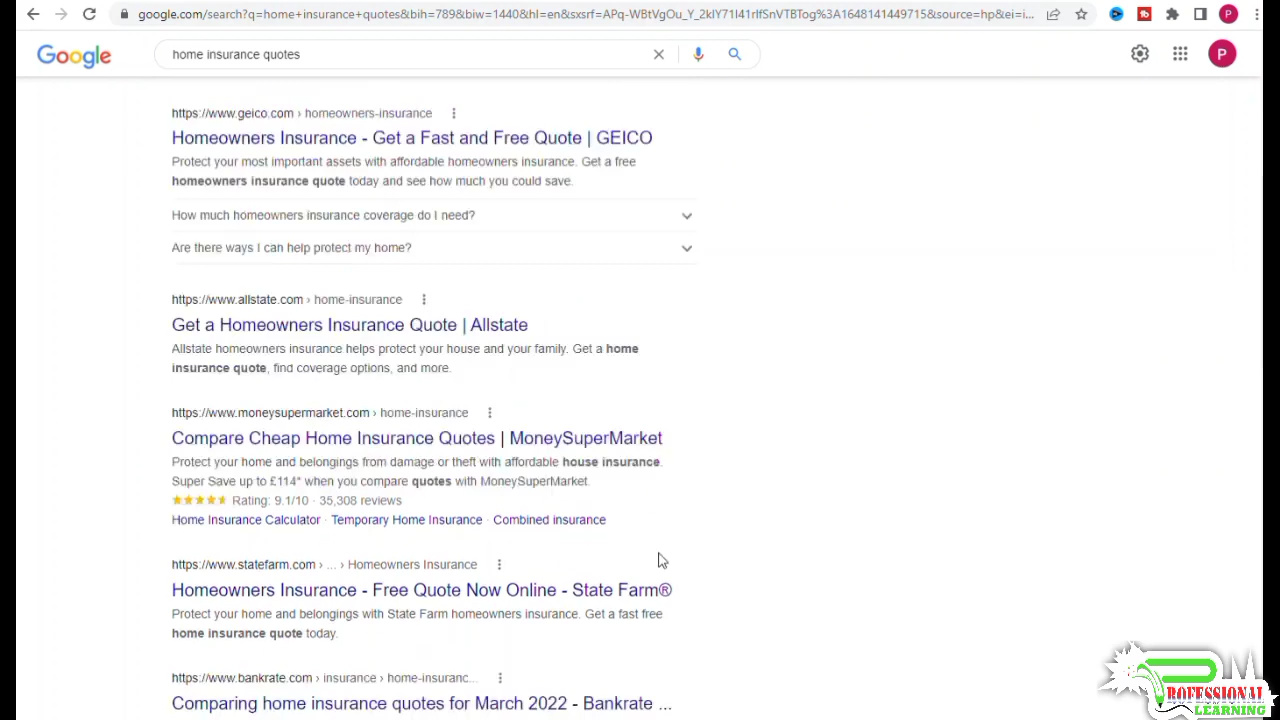 google.com/search?q=home+insurance+quotes&bih=789&biw=1440&hl=en&sxsrf=APq-WBtVgOu_Y_2kIY71I41rIfSnVTBTog%3A1648141449715&source=hp&ei=i...
P
Google
home insurance quotes
P
https://www.geico.com › homeowners-insurance
Homeowners Insurance - Get a Fast and Free Quote | GEICO
Protect your most important assets with affordable homeowners insurance. Get a free
homeowners insurance quote today and see how much you could save.
How much homeowners insurance coverage do I need?
Are there ways I can help protect my home?
https://www.allstate.com › home-insurance
Get a Homeowners Insurance Quote | Allstate
Allstate homeowners insurance helps protect your house and your family. Get a home
insurance quote, find coverage options, and more.
https://www.moneysupermarket.com › home-insurance
Compare Cheap Home Insurance Quotes | MoneySuperMarket
Protect your home and belongings from damage or theft with affordable house insurance.
Super Save up to £114* when you compare quotes with MoneySuperMarket.
Rating: 9.1/10 · 35,308 reviews
Home Insurance Calculator · Temporary Home Insurance · Combined insurance
https://www.statefarm.com › ... › Homeowners Insurance
Homeowners Insurance - Free Quote Now Online - State Farm®
Protect your home and belongings with State Farm homeowners insurance. Get a fast free
home insurance quote today.
https://www.bankrate.com › insurance › home-insuranc...
Comparing home insurance quotes for March 2022 - Bankrate ...
PROFESSIONAL
LEARNING